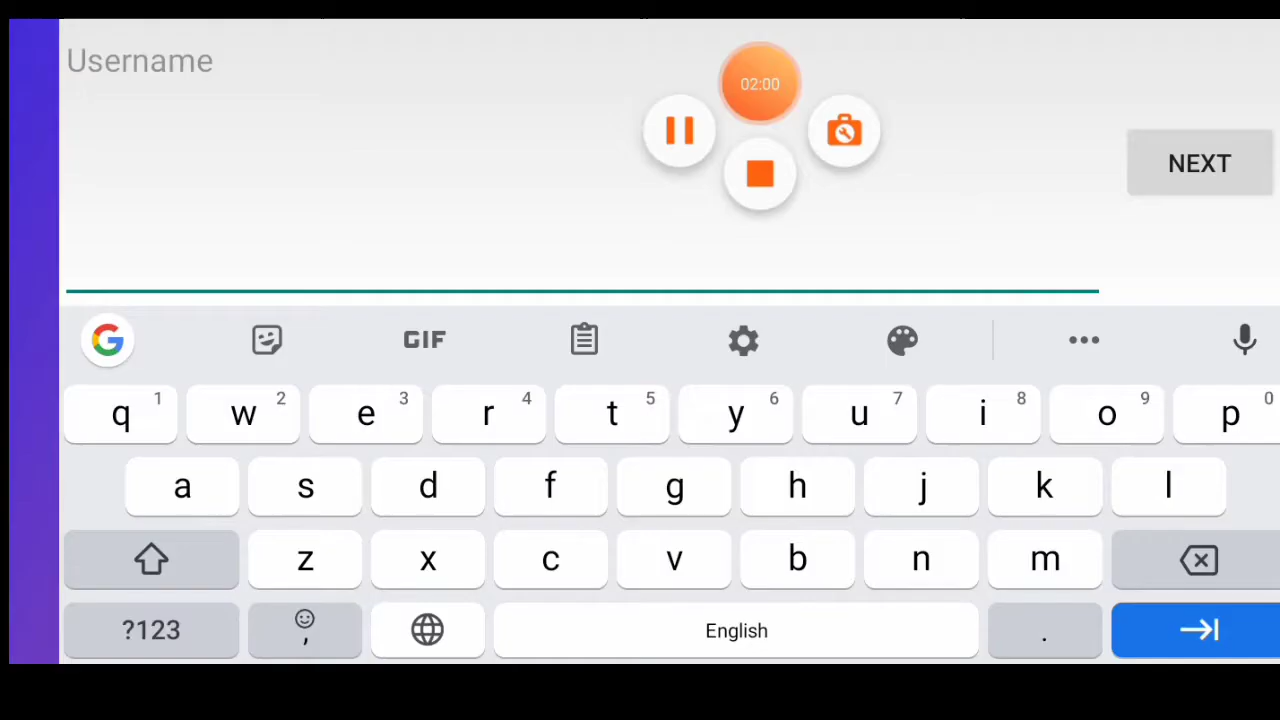 Username
02:00
NEXT
GIF
q 1 w 2 e 3 r 4 t 5 y 6 u 7 i 8 o 9 p 0
a s d f g h j k l
z x c v b n m
?123 , English .